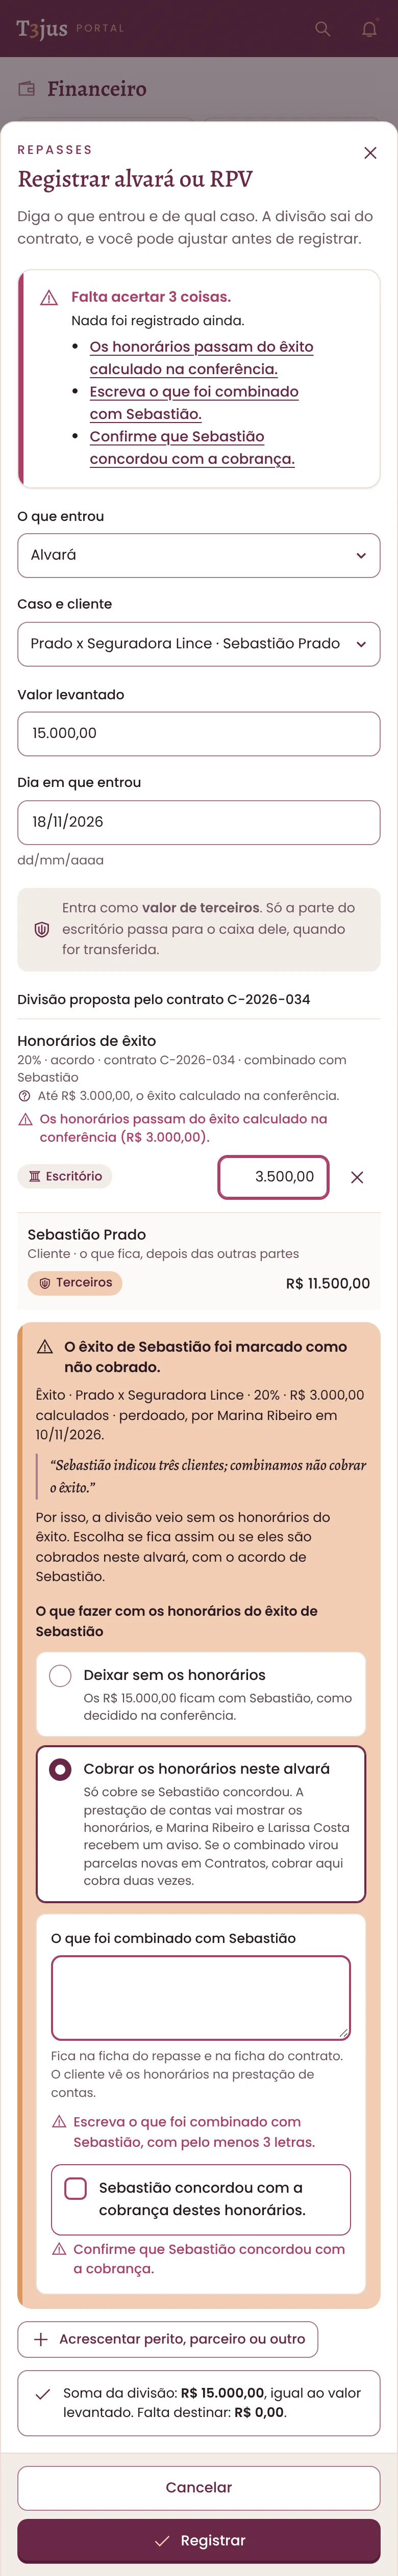 T3jus PORTAL
Financeiro
REPASSES
Registrar alvará ou RPV
Diga o que entrou e de qual caso. A divisão sai do
contrato, e você pode ajustar antes de registrar.
Falta acertar 3 coisas.
Nada foi registrado ainda.
• Os honorários passam do êxito
calculado na conferência.
• Escreva o que foi combinado
com Sebastião.
• Confirme que Sebastião
concordou com a cobrança.
O que entrou
Alvará
Caso e cliente
Prado x Seguradora Lince · Sebastião Prado
Valor levantado
15.000,00
Dia em que entrou
18/11/2026
dd/mm/aaaa
Entra como valor de terceiros. Só a parte do
escritório passa para o caixa dele, quando
for transferida.
Divisão proposta pelo contrato C-2026-034
Honorários de êxito
20% · acordo · contrato C-2026-034 · combinado com
Sebastião
Até R$ 3.000,00, o êxito calculado na conferência.
Os honorários passam do êxito calculado na
conferência (R$ 3.000,00).
Escritório
3.500,00
Sebastião Prado
Cliente · o que fica, depois das outras partes
Terceiros
R$ 11.500,00
O êxito de Sebastião foi marcado como
não cobrado.
Êxito · Prado x Seguradora Lince · 20% · R$ 3.000,00
calculados · perdoado, por Marina Ribeiro em
10/11/2026.
“Sebastião indicou três clientes; combinamos não cobrar
o êxito.”
Por isso, a divisão veio sem os honorários do
êxito. Escolha se fica assim ou se eles são
cobrados neste alvará, com o acordo de
Sebastião.
O que fazer com os honorários do êxito de
Sebastião
Deixar sem os honorários
Os R$ 15.000,00 ficam com Sebastião, como
decidido na conferência.
Cobrar os honorários neste alvará
Só cobre se Sebastião concordou. A
prestação de contas vai mostrar os
honorários, e Marina Ribeiro e Larissa Costa
recebem um aviso. Se o combinado virou
parcelas novas em Contratos, cobrar aqui
cobra duas vezes.
O que foi combinado com Sebastião
Fica na ficha do repasse e na ficha do contrato.
O cliente vê os honorários na prestação de
contas.
Escreva o que foi combinado com
Sebastião, com pelo menos 3 letras.
Sebastião concordou com a
cobrança destes honorários.
Confirme que Sebastião concordou com
a cobrança.
Acrescentar perito, parceiro ou outro
Soma da divisão: R$ 15.000,00, igual ao valor
levantado. Falta destinar: R$ 0,00.
Cancelar
Registrar